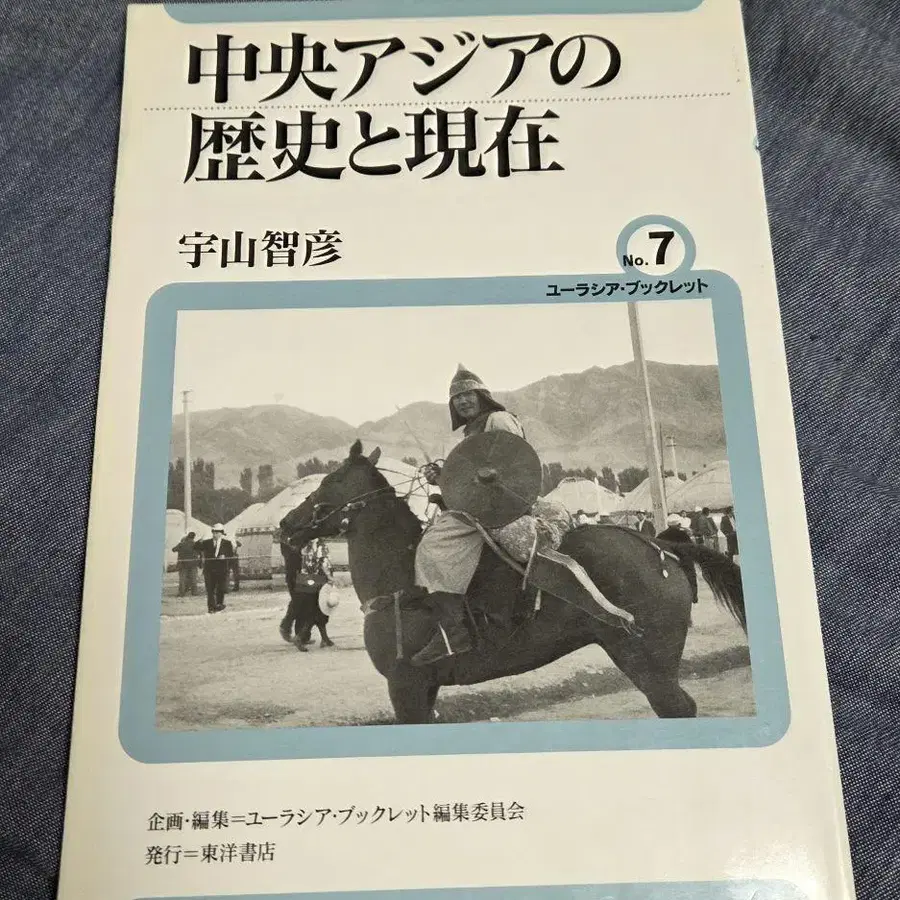 中央アジアの
歴史と現在
宇山智彦
No.7
ユーラシア・ブックレット
企画・編集＝ユーラシア・ブックレット編集委員会
発行＝東洋書店